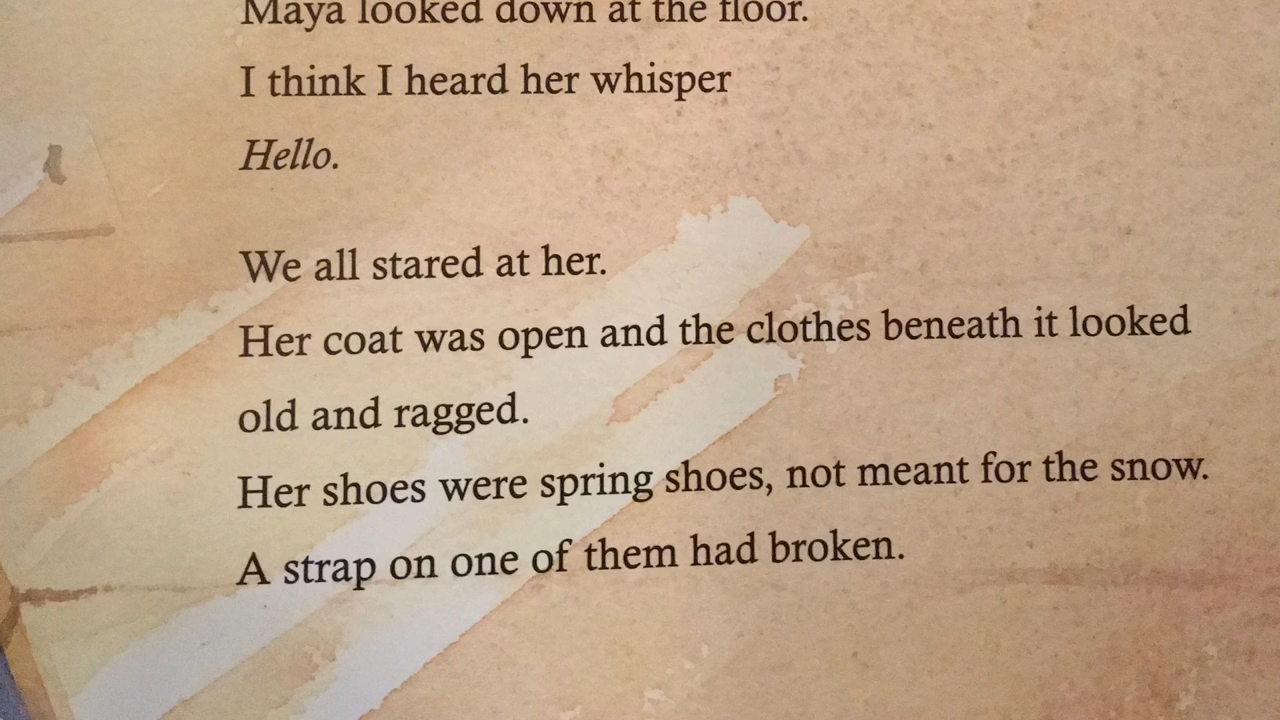 Maya looked down at the floor.
I think I heard her whisper
Hello.
We all stared at her.
Her coat was open and the clothes beneath it looked
old and ragged.
Her shoes were spring shoes, not meant for the snow.
A strap on one of them had broken.